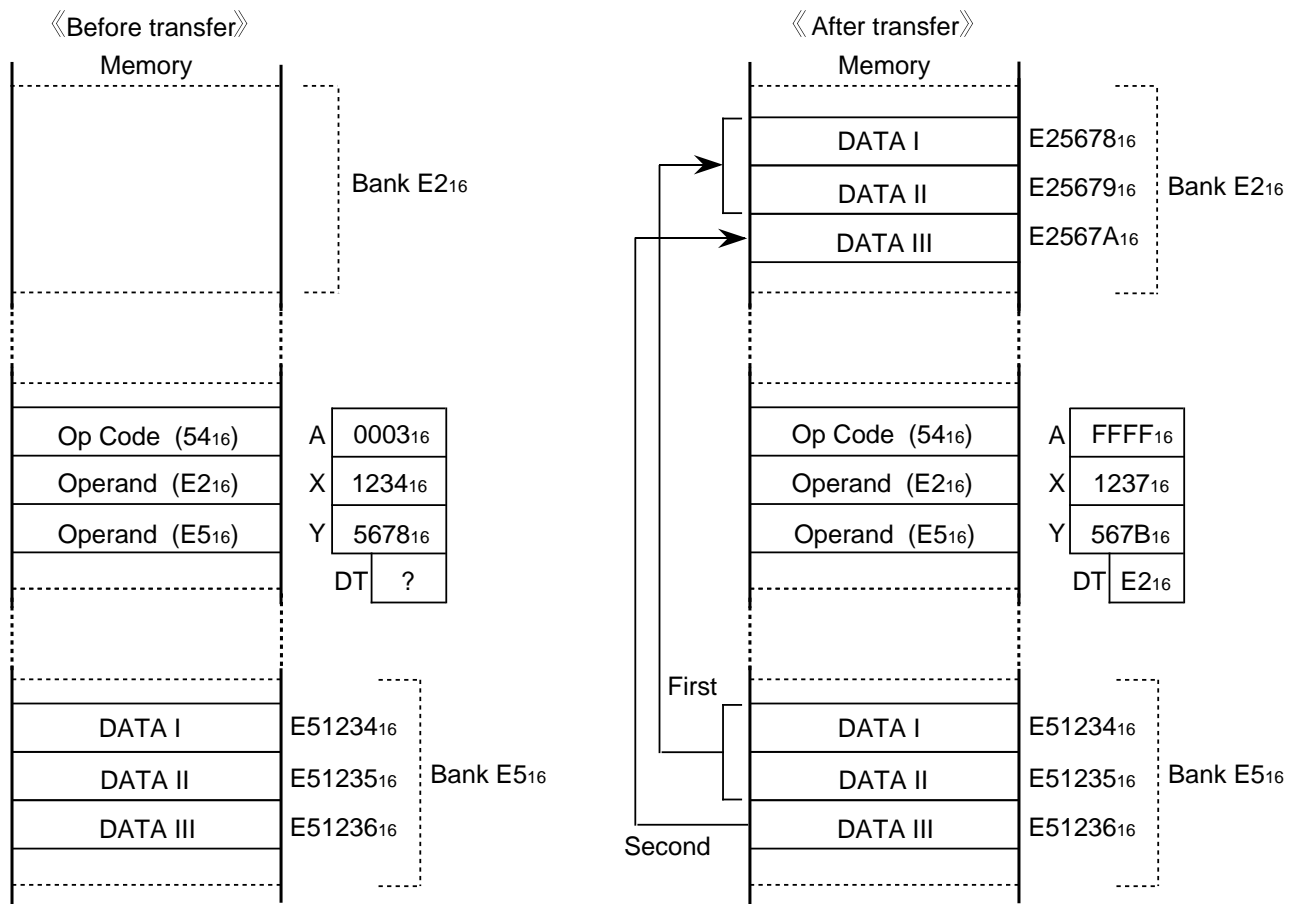 《Before transfer》
Memory
Bank E2₁₆
Op Code (54₁₆)
Operand (E2₁₆)
Operand (E5₁₆)
A 0003₁₆
X 1234₁₆
Y 5678₁₆
DT ?
DATA I E51234₁₆
DATA II E51235₁₆
DATA III E51236₁₆
Bank E5₁₆
《After transfer》
Memory
DATA I E25678₁₆
DATA II E25679₁₆
DATA III E2567A₁₆
Bank E2₁₆
Op Code (54₁₆)
Operand (E2₁₆)
Operand (E5₁₆)
A FFFF₁₆
X 1237₁₆
Y 567B₁₆
DT E2₁₆
First
DATA I E51234₁₆
DATA II E51235₁₆
DATA III E51236₁₆
Bank E5₁₆
Second